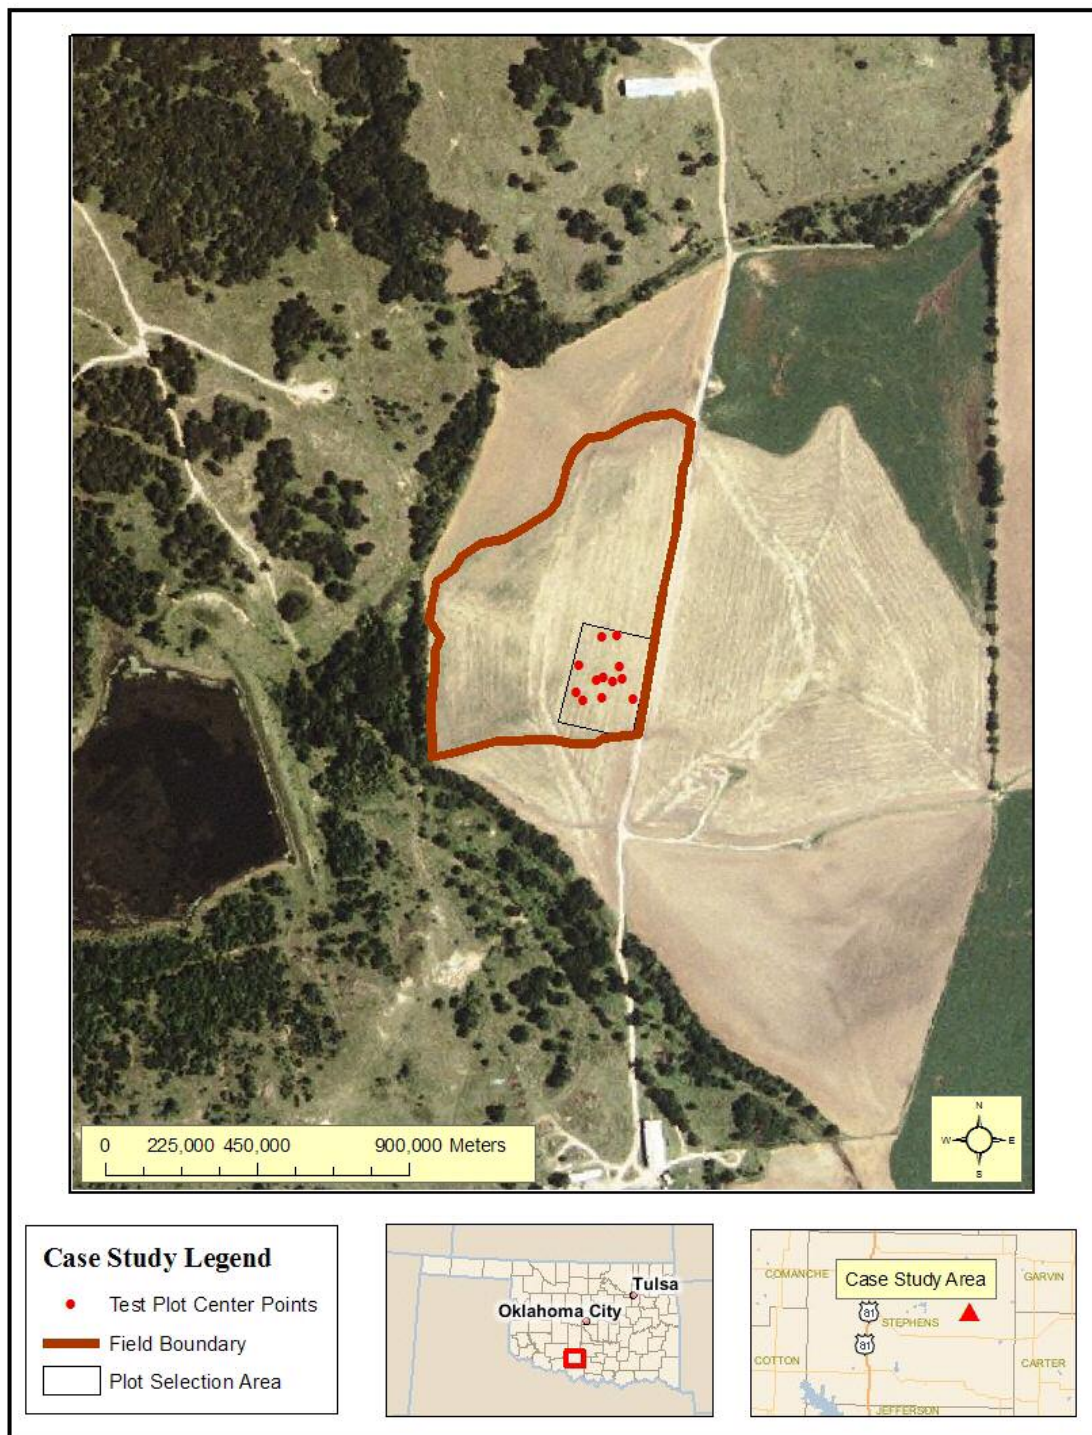 0 225,000 450,000 900,000 Meters
N
W E
S
Case Study Legend
Test Plot Center Points
Field Boundary
Plot Selection Area
Tulsa
Oklahoma City
COMANCHE
Case Study Area
GARVIN
81
STEPHENS
81
COTTON
CARTER
JEFFERSON